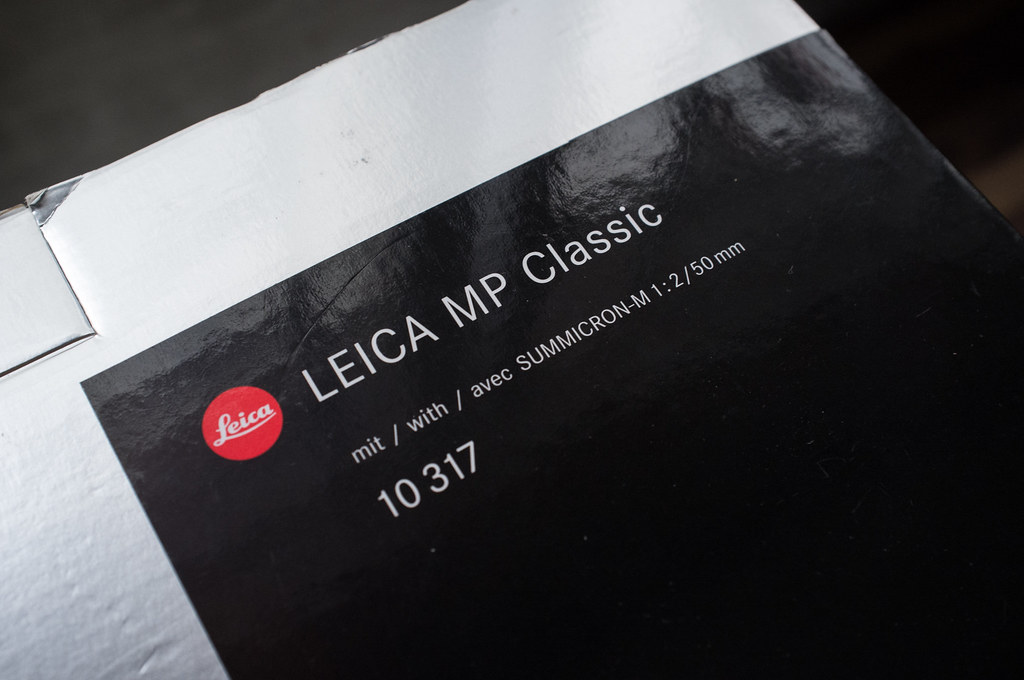 LEICA MP Classic
Leica
mit / with / avec SUMMICRON-M 1:2/50 mm
10 317